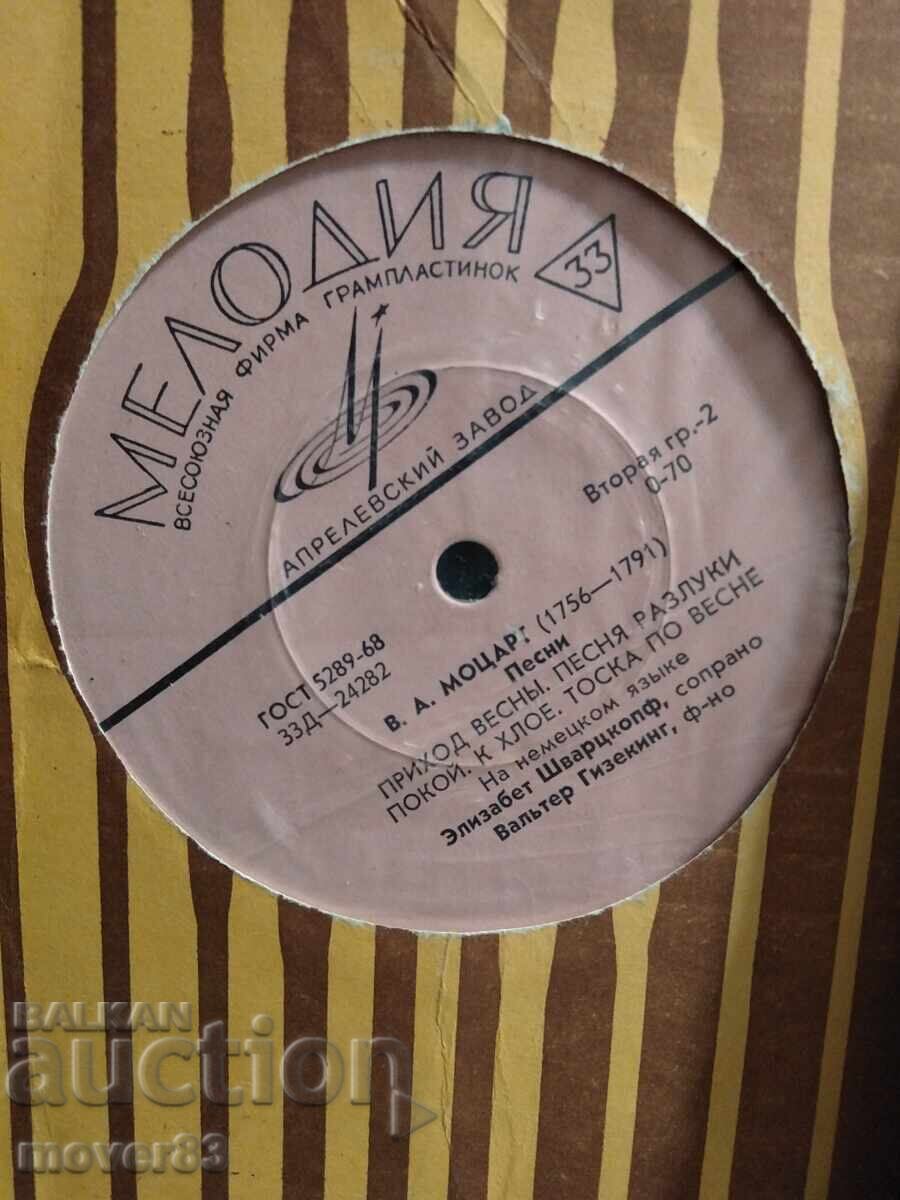 МЕЛОДИЯ
ВСЕСОЮЗНАЯ ФИРМА ГРАМПЛАСТИНОК
33
АПРЕЛЕВСКИЙ ЗАВОД
Вторая гр.-2
0-70
ГОСТ 5289-68
33Д—24282
В. А. МОЦАРТ (1756—1791)
Песни
ПРИХОД ВЕСНЫ. ПЕСНЯ РАЗЛУКИ
ПОКОЙ. К ХЛОЕ. ТОСКА ПО ВЕСНЕ
На немецком языке
Элизабет Шварцкопф, сопрано
Вальтер Гизекинг, ф-но
BALKAN
auction
mover83